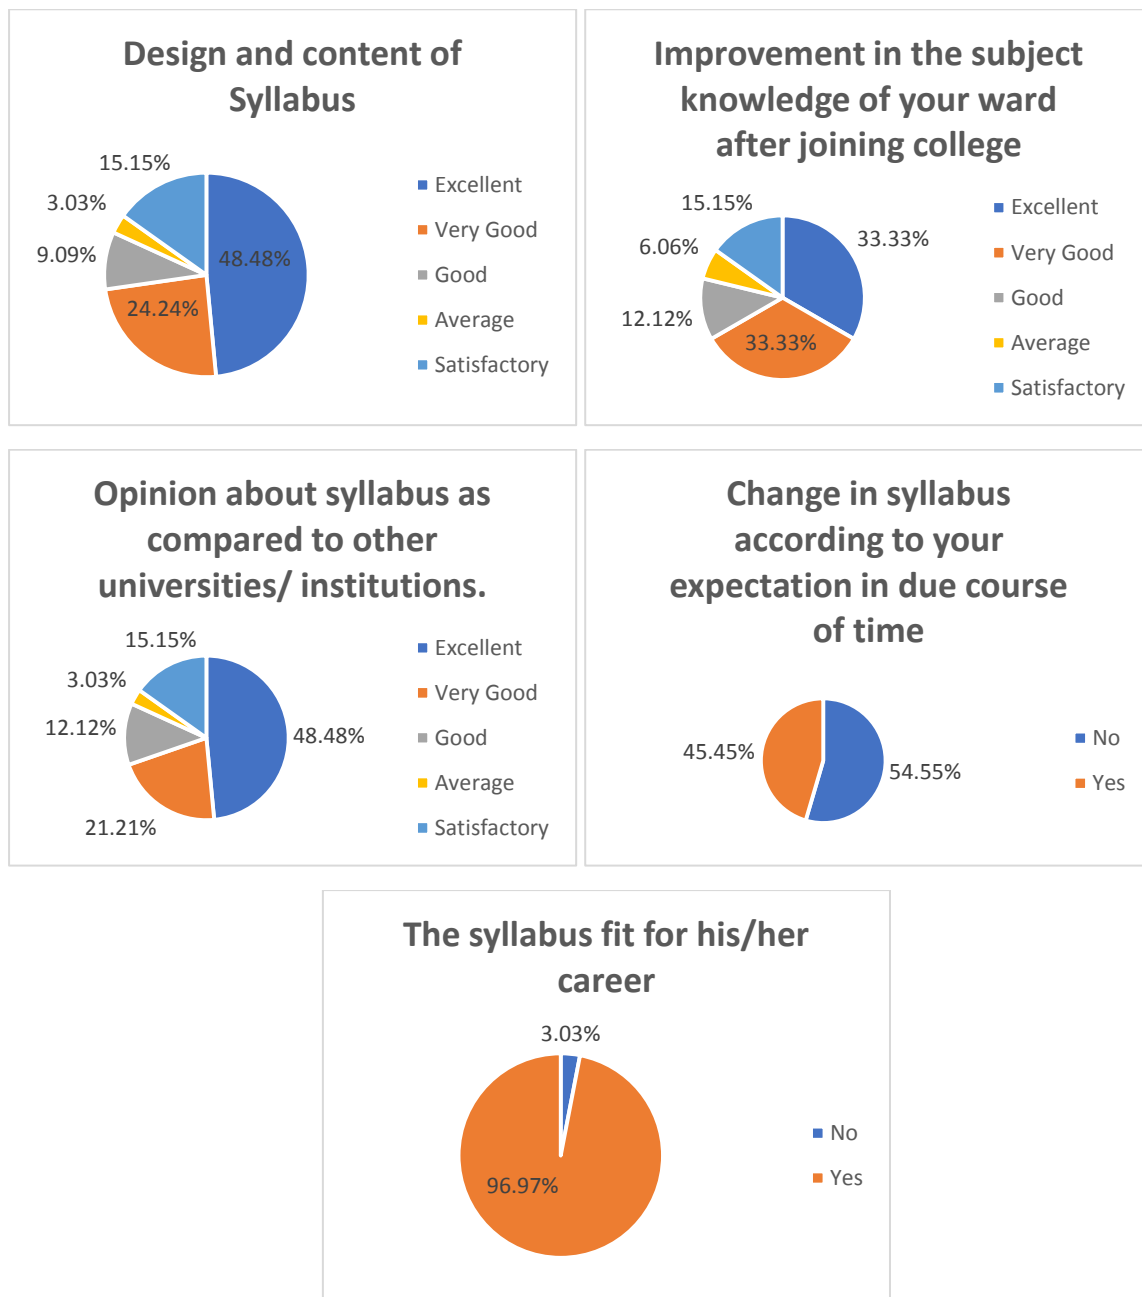 Design and content of
Syllabus
15.15%
3.03%
9.09%
24.24%
48.48%
Excellent
Very Good
Good
Average
Satisfactory
Improvement in the subject
knowledge of your ward
after joining college
15.15%
6.06%
12.12%
33.33%
33.33%
Excellent
Very Good
Good
Average
Satisfactory
Opinion about syllabus as
compared to other
universities/ institutions.
15.15%
3.03%
12.12%
21.21%
48.48%
Excellent
Very Good
Good
Average
Satisfactory
Change in syllabus
according to your
expectation in due course
of time
45.45%
54.55%
No
Yes
The syllabus fit for his/her
career
3.03%
96.97%
No
Yes